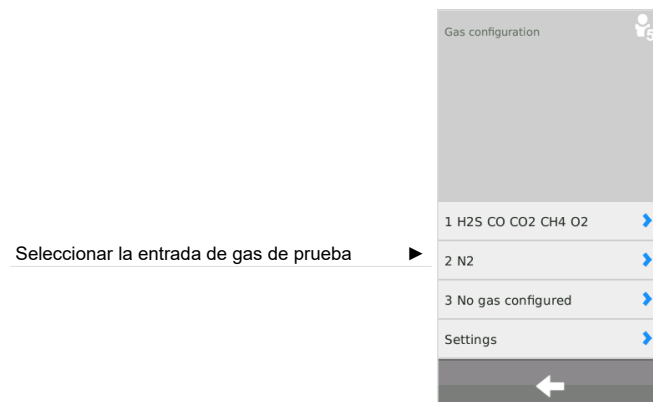 Gas configuration
5
1 H2S CO CO2 CH4 O2
Seleccionar la entrada de gas de prueba
2 N2
3 No gas configured
Settings